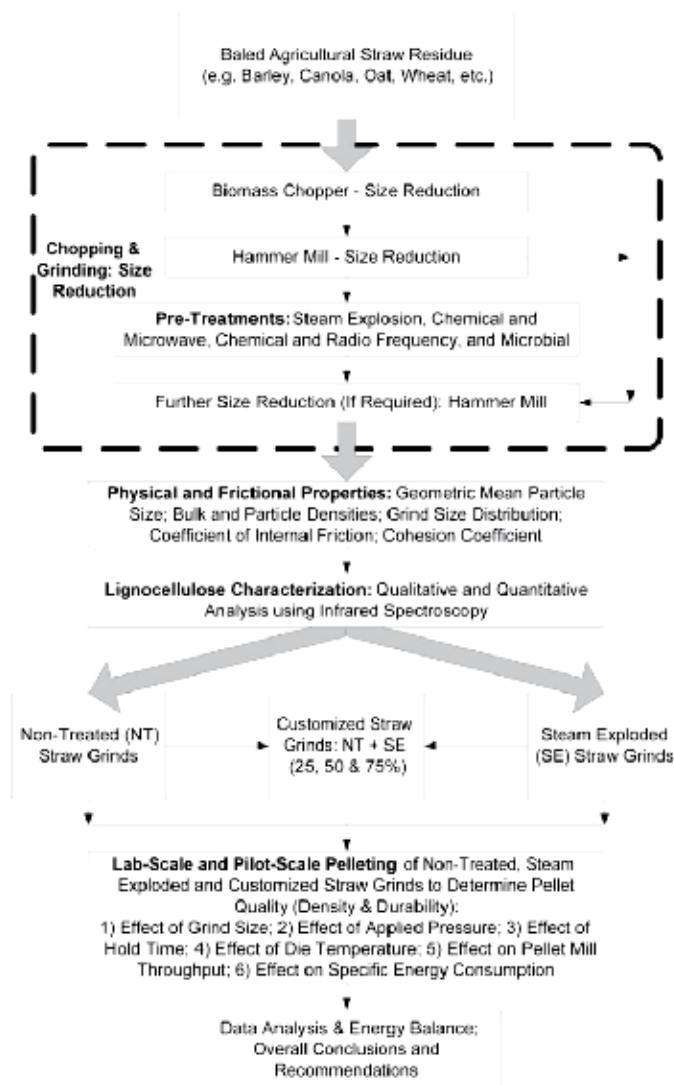 Baled Agricultural Straw Residue
(e.g. Barley, Canola, Oat, Wheat, etc.)
Biomass Chopper - Size Reduction
Chopping &
Grinding: Size
Reduction
Hammer Mill - Size Reduction
Pre-Treatments: Steam Explosion, Chemical and
Microwave, Chemical and Radio Frequency, and Microbial
Further Size Reduction (If Required): Hammer Mill
Physical and Frictional Properties: Geometric Mean Particle
Size; Bulk and Particle Densities; Grind Size Distribution;
Coefficient of Internal Friction; Cohesion Coefficient
Lignocellulose Characterization: Qualitative and Quantitative
Analysis using Infrared Spectroscopy
Non-Treated (NT)
Straw Grinds
Customized Straw
Grinds: NT + SE
(25, 50 & 75%)
Steam Exploded
(SE) Straw Grinds
Lab-Scale and Pilot-Scale Pelleting of Non-Treated, Steam
Exploded and Customized Straw Grinds to Determine Pellet
Quality (Density & Durability):
1) Effect of Grind Size; 2) Effect of Applied Pressure; 3) Effect of
Hold Time; 4) Effect of Die Temperature; 5) Effect on Pellet Mill
Throughput; 6) Effect on Specific Energy Consumption
Data Analysis & Energy Balance;
Overall Conclusions and
Recommendations